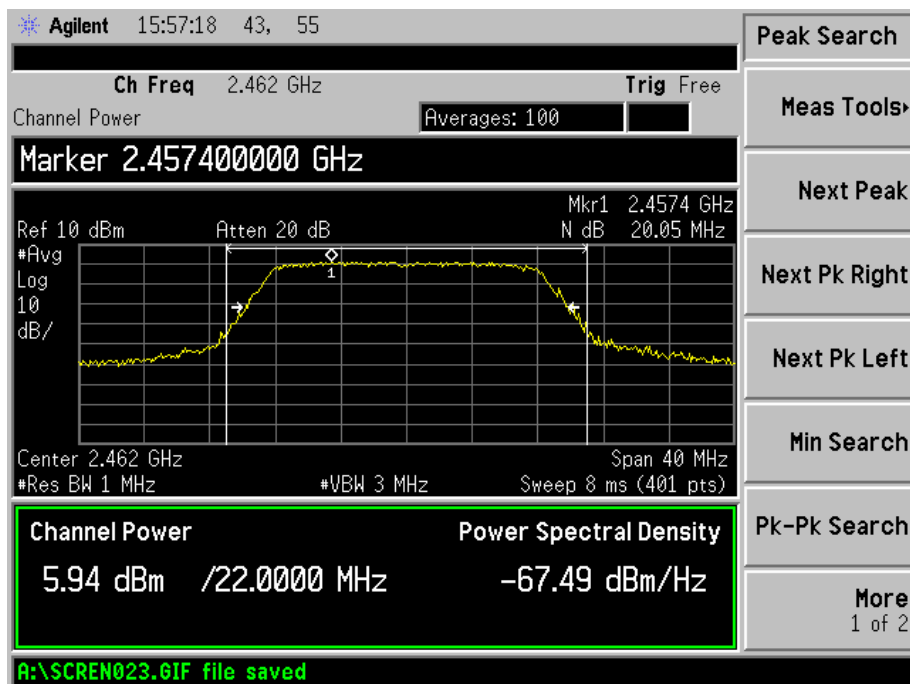 Agilent 15:57:18 43, 55
Peak Search
Ch Freq 2.462 GHz Trig Free
Channel Power Averages: 100
Meas Tools
Marker 2.457400000 GHz
Mkr1 2.4574 GHz
Ref 10 dBm Atten 20 dB N dB 20.05 MHz
Next Peak
#Avg
Log
10
dB/
1
Next Pk Right
Next Pk Left
Center 2.462 GHz Span 40 MHz
#Res BW 1 MHz #VBW 3 MHz Sweep 8 ms (401 pts)
Min Search
Channel Power Power Spectral Density
5.94 dBm /22.0000 MHz -67.49 dBm/Hz
Pk-Pk Search
More
1 of 2
A:\SCREN023.GIF file saved